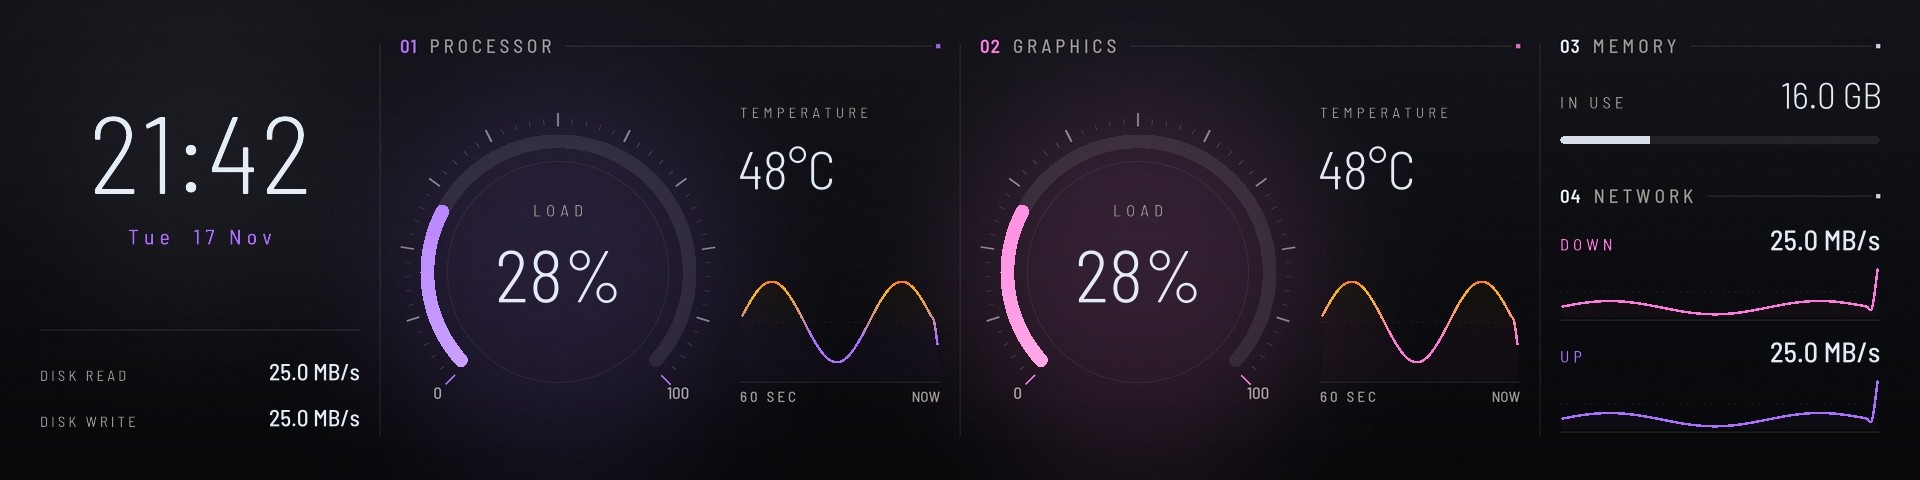 21:42
Tue 17 Nov
DISK READ 25.0 MB/s
DISK WRITE 25.0 MB/s
01 PROCESSOR
LOAD
28%
0 100
TEMPERATURE
48°C
60 SEC NOW
02 GRAPHICS
LOAD
28%
0 100
TEMPERATURE
48°C
60 SEC NOW
03 MEMORY
IN USE 16.0 GB
04 NETWORK
DOWN 25.0 MB/s
UP 25.0 MB/s